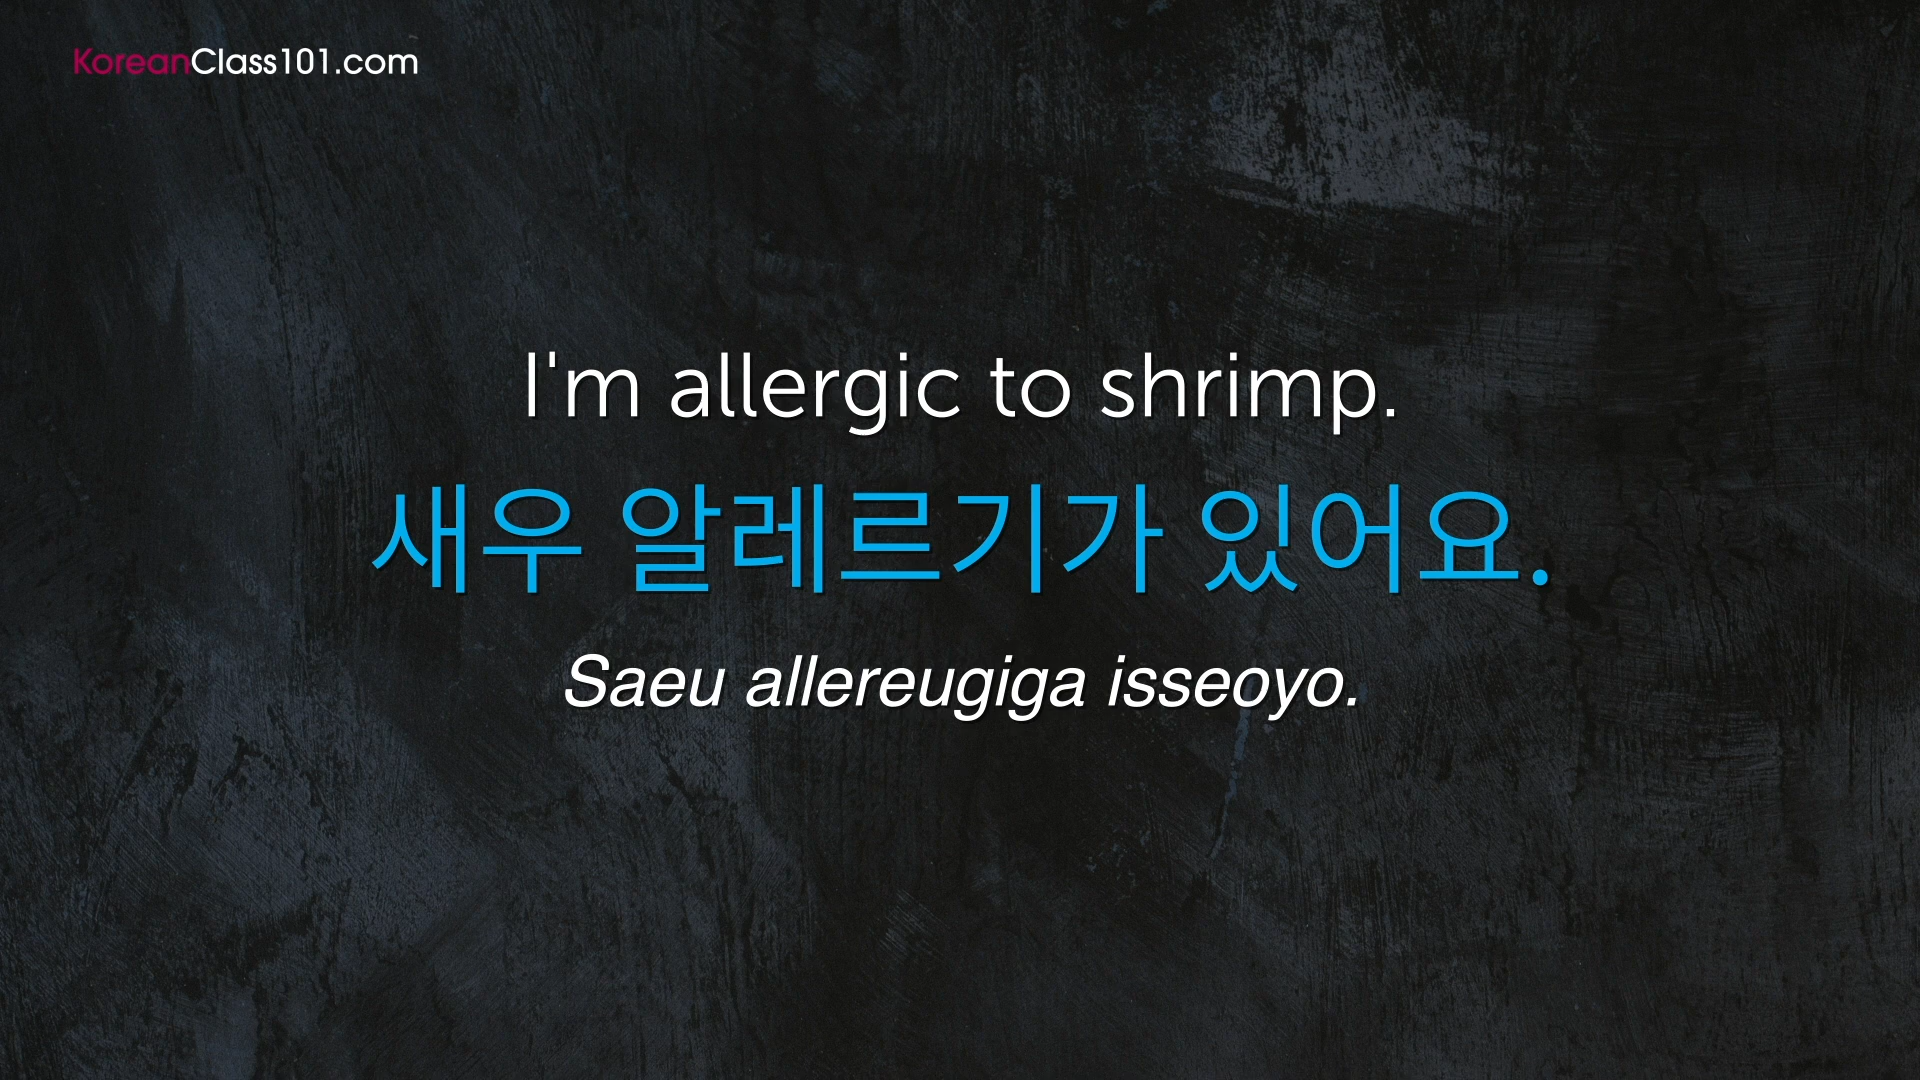 KoreanClass101.com
I'm allergic to shrimp.
새우 알레르기가 있어요.
Saeu allereugiga isseoyo.